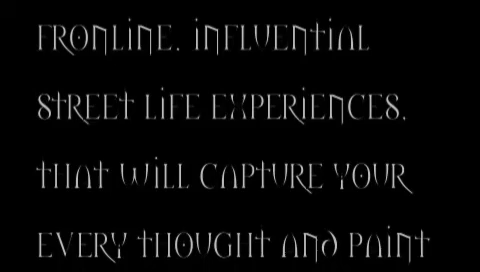 FRONLINE. INFLUENTIAL
STREET LIFE EXPERIENCES.
THAT WILL CAPTURE YOUR
EVERY THOUGHT AND PAINT